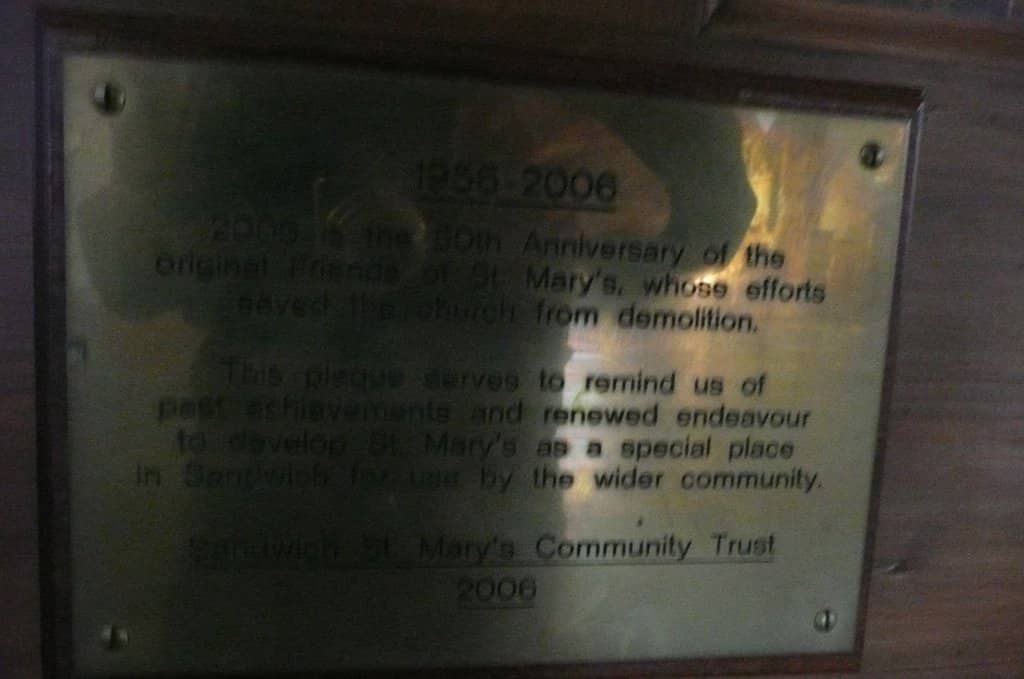 1956-2006
2006 is the 50th Anniversary of the
original Friends of St. Mary's, whose efforts
saved the church from demolition.
This plaque serves to remind us of
past achievements and renewed endeavour
to develop St. Mary's as a special place
in Sandwich for use by the wider community.
Sandwich St. Mary's Community Trust
2006